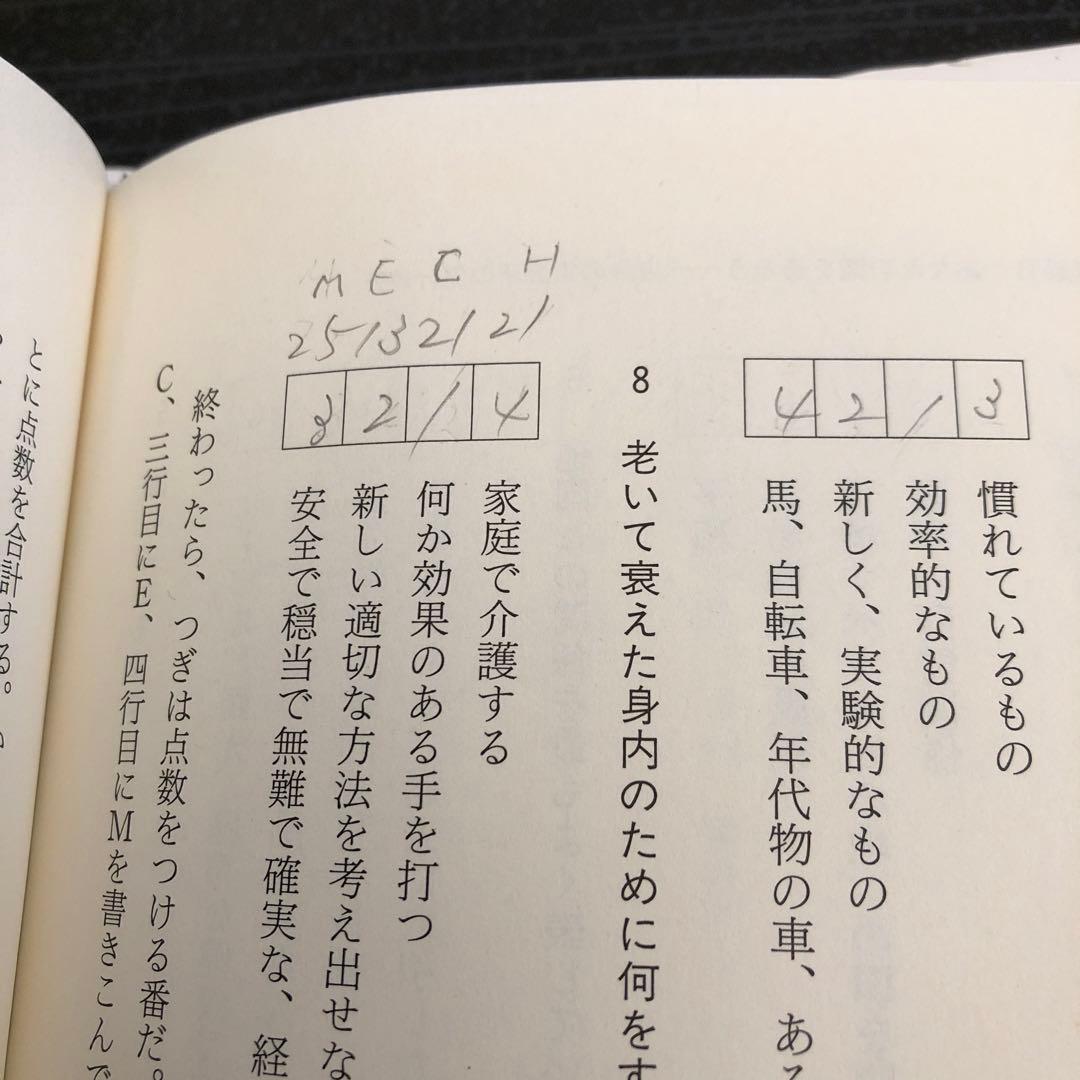 慣れているもの
効率的なもの
新しく、実験的なもの
馬、自転車、年代物の車、ある
4 2 1 3
8 老いて衰えた身内のために何をす
M E C H
25 13 21 21
3 2 1 4
家庭で介護する
何か効果のある手を打つ
新しい適切な方法を考え出せな
安全で穏当で無難で確実な、経
終わったら、つぎは点数をつける番だ。
C、三行目にE、四行目にMを書きこんで
とに点数を合計する。